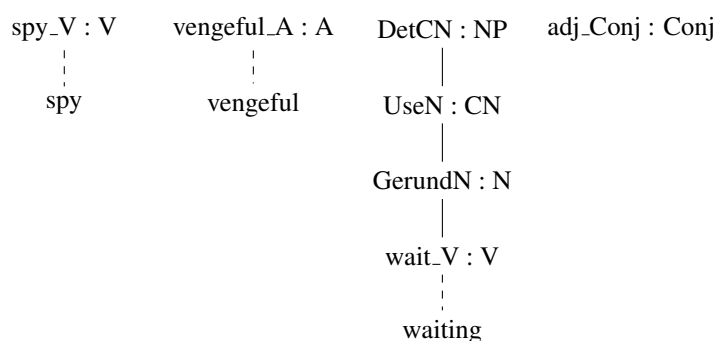 spy_V : V vengeful_A : A DetCN : NP adj_Conj : Conj
spy vengeful UseN : CN
GerundN : N
wait_V : V
waiting